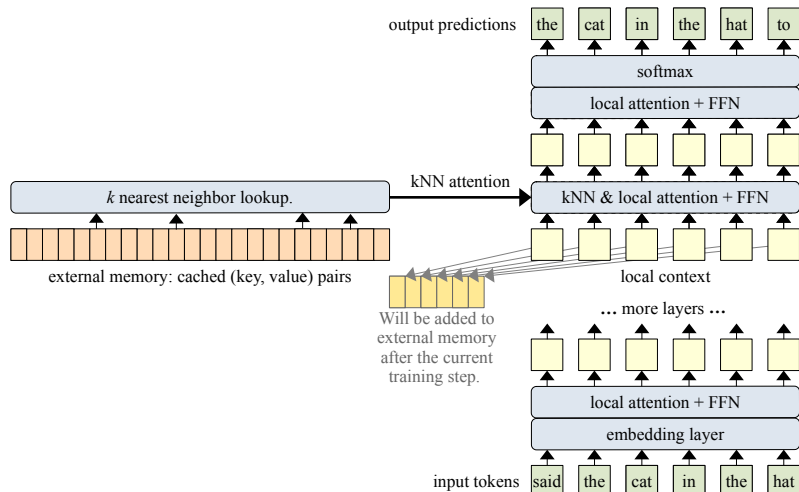 output predictions the cat in the hat to
softmax
local attention + FFN
kNN attention
k nearest neighbor lookup.
kNN & local attention + FFN
external memory: cached (key, value) pairs
local context
Will be added to
external memory
after the current
training step.
... more layers ...
local attention + FFN
embedding layer
input tokens said the cat in the hat